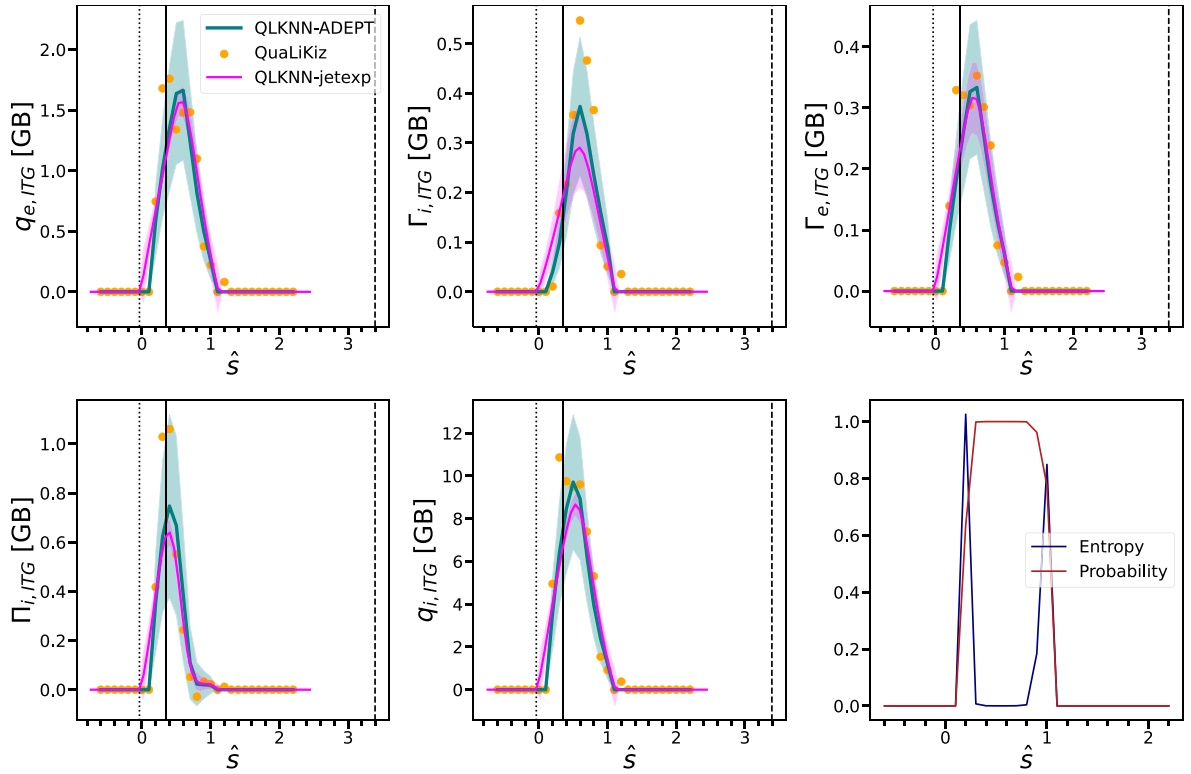 q_{e,ITG} [GB]
2.0
1.5
1.0
0.5
0.0
QLKNN-ADEPT
QuaLiKiz
QLKNN-jetexp
0 1 2 3
ŝ
Γ_{i,ITG} [GB]
0.5
0.4
0.3
0.2
0.1
0.0
0 1 2 3
ŝ
Γ_{e,ITG} [GB]
0.4
0.3
0.2
0.1
0.0
0 1 2 3
ŝ
Π_{i,ITG} [GB]
1.0
0.8
0.6
0.4
0.2
0.0
0 1 2 3
ŝ
q_{i,ITG} [GB]
12
10
8
6
4
2
0
0 1 2 3
ŝ
1.0
0.8
0.6
0.4
0.2
0.0
Entropy
Probability
0 1 2
ŝ